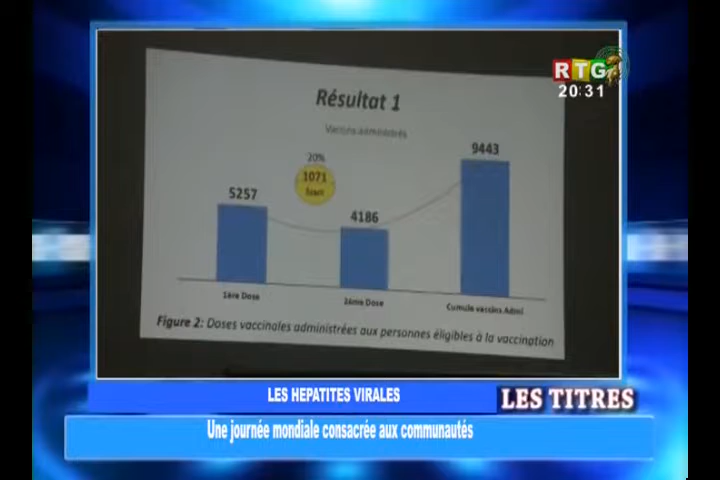 RTG
20:31
Résultat 1
Vaccins administrés
20%
1071
5257
4186
9443
1ère Dose
2ème Dose
Cumule vassins Admi
Figure 2: Doses vaccinales administrées aux personnes éligibles à la vaccination
LES HEPATITES VIRALES
LES TITRES
Une journée mondiale consacrée aux communautés